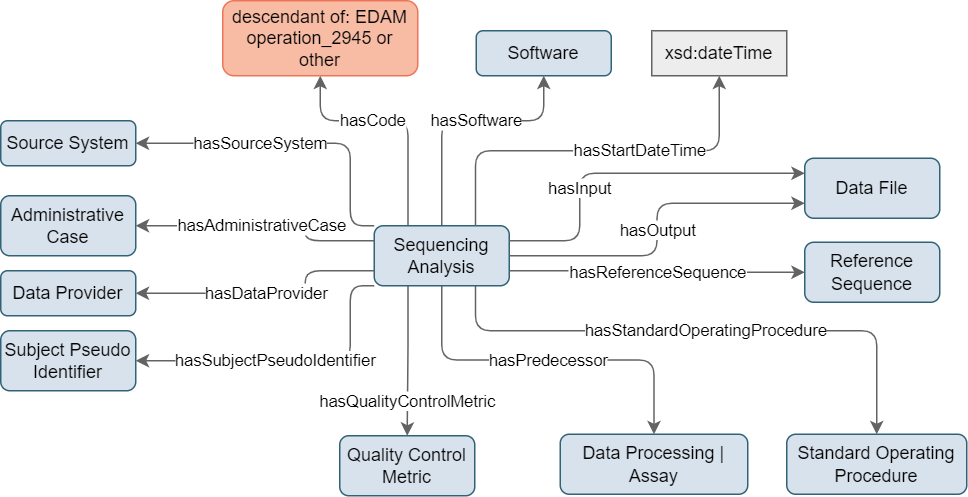 descendant of: EDAM
operation_2945 or
other
Software
xsd:dateTime
hasCode
hasSoftware
Source System
hasSourceSystem
hasStartDateTime
hasInput
Data File
Administrative
Case
hasAdministrativeCase
hasOutput
Sequencing
Analysis
Reference
Sequence
hasReferenceSequence
Data Provider
hasDataProvider
hasStandardOperatingProcedure
Subject Pseudo
Identifier
hasSubjectPseudoIdentifier
hasPredecessor
hasQualityControlMetric
Quality Control
Metric
Data Processing |
Assay
Standard Operating
Procedure